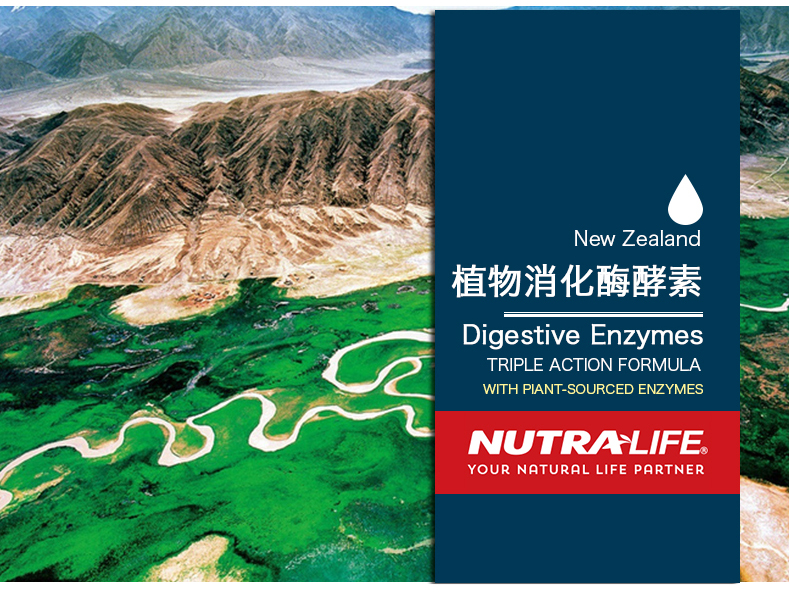 New Zealand
植物消化酶酵素
Digestive Enzymes
TRIPLE ACTION FORMULA
WITH PIANT-SOURCED ENZYMES
NUTRALIFE®
YOUR NATURAL LIFE PARTNER